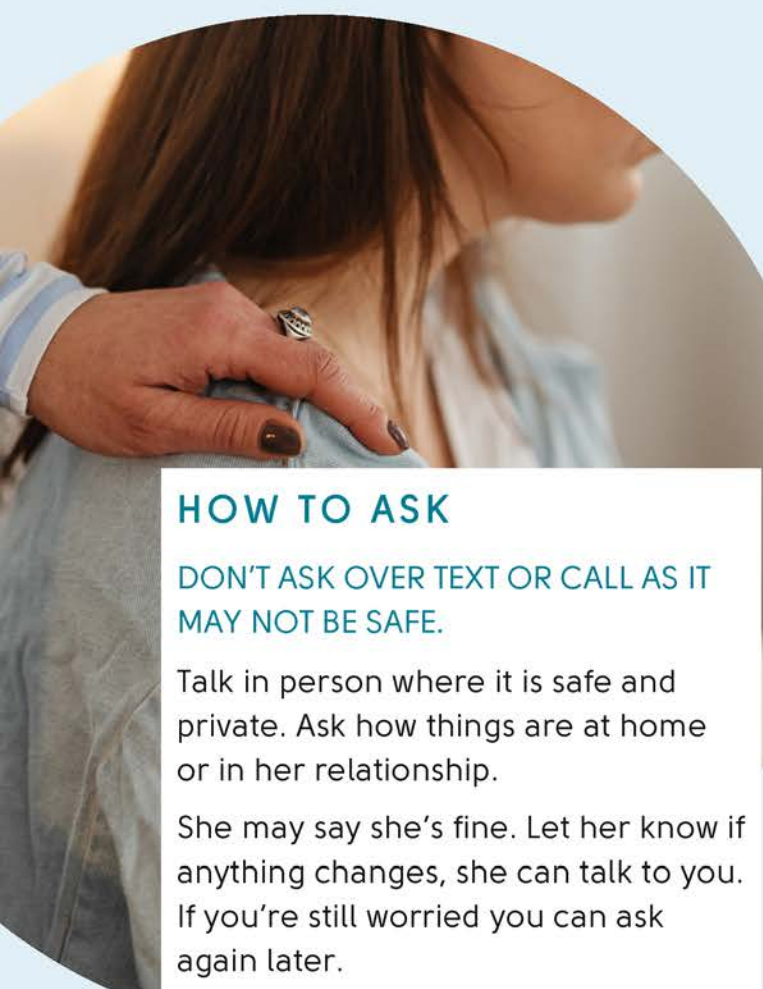 HOW TO ASK
DON'T ASK OVER TEXT OR CALL AS IT
MAY NOT BE SAFE.
Talk in person where it is safe and
private. Ask how things are at home
or in her relationship.
She may say she's fine. Let her know if
anything changes, she can talk to you.
If you're still worried you can ask
again later.